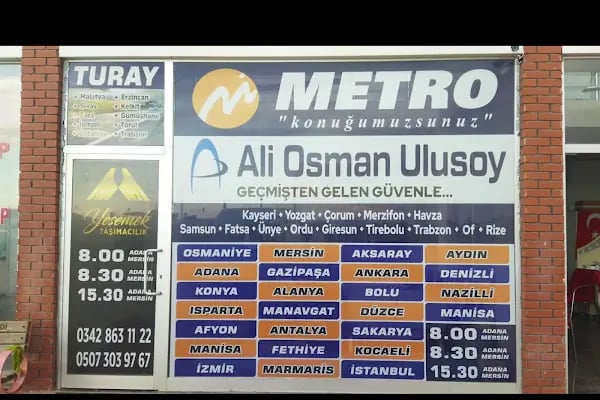 TURAY
Malatya • Erzincan
Sivas • Kelkit
Gümüşhane
Torul
Trabzon
Yesemek
TAŞIMACILIK
8.00 ADANA MERSİN
8.30 ADANA MERSİN
15.30 ADANA MERSİN
0342 863 11 22
0507 303 97 67
METRO
"konuğumuzsunuz"
Ali Osman Ulusoy
GEÇMİŞTEN GELEN GÜVENLE...
Kayseri • Yozgat • Çorum • Merzifon • Havza
Samsun • Fatsa • Ünye • Ordu • Giresun • Tirebolu • Trabzon • Of • Rize
OSMANİYE MERSİN AKSARAY AYDIN
ADANA GAZİPAŞA ANKARA DENİZLİ
KONYA ALANYA BOLU NAZİLLİ
ISPARTA MANAVGAT DÜZCE MANİSA
AFYON ANTALYA SAKARYA 8.00 ADANA MERSİN
MANİSA FETHİYE KOCAELİ 8.30 ADANA MERSİN
İZMİR MARMARİS İSTANBUL 15.30 ADANA MERSİN